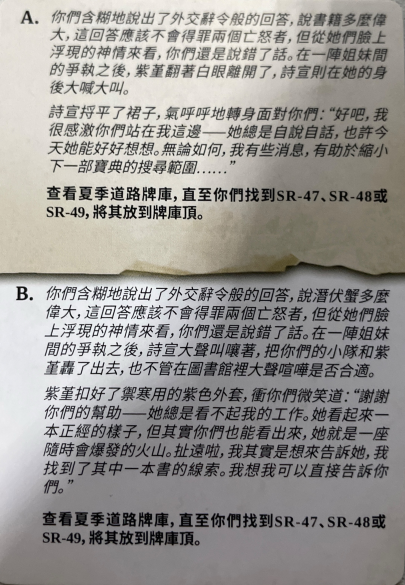 A. 你們含糊地說出了外交辭令般的回答，說書籍多麼偉
大，這回答應該不會得罪兩個亡怒者，但從她們臉上
浮現的神情來看，你們還是說錯了話。在一陣姐妹間
的爭執之後，紫堇翻著白眼離開了，詩宣則在她的身
後大喊大叫。
詩宣捋平了裙子，氣呼呼地轉身面對你們：“好吧，我
很感激你們站在我這邊——她總是自說自話，也許今
天她能好好想想。無論如何，我有些消息，有助於縮小
下一部寶典的搜尋範圍……”
查看夏季道路牌庫，直至你們找到SR-47、SR-48或
SR-49，將其放到牌庫頂。
B. 你們含糊地說出了外交辭令般的回答，說潛伏蟹多麼
偉大，這回答應該不會得罪兩個亡怒者，但從她們臉
上浮現的神情來看，你們還是說錯了話。在一陣姐妹
間的爭執之後，詩宣大聲叫嚷著，把你們的小隊和紫
堇轟了出去，也不管在圖書館裡大聲喧嘩是否合適。
紫堇扣好了禦寒用的紫色外套，衝你們微笑道：“謝謝
你們的幫助——她總是看不起我的工作。她看起來一
本正經的樣子，但其實你們也能看出來，她就是一座
隨時會爆發的火山。扯遠啦，我其實是想來告訴她，我
找到了其中一本書的線索。我想我可以直接告訴你
們。”
查看夏季道路牌庫，直至你們找到SR-47、SR-48或
SR-49，將其放到牌庫頂。